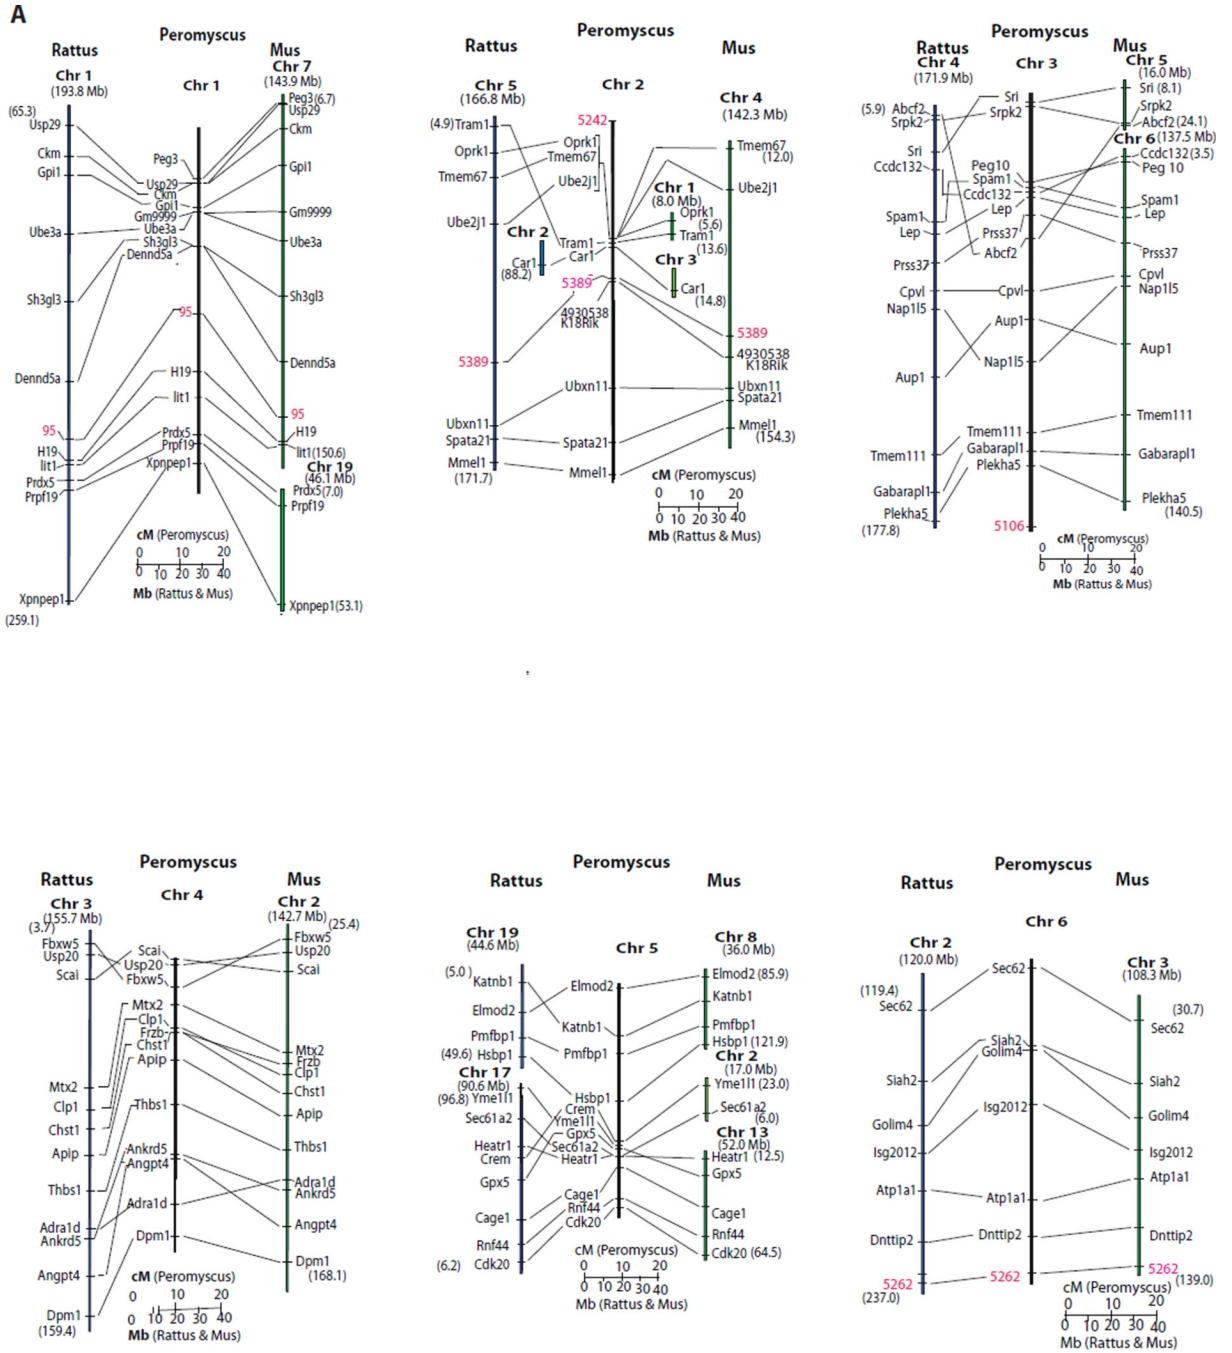 A
Peromyscus
Rattus
Mus
Chr 1
(193.8 Mb)
Chr 1
Chr 7
(143.9 Mb)
(65.3)
Usp29
Ckm
Gpi1
Ube3a
Sh3gl3
Dennd5a
95
H19
lit1
Prdx5
Prpf19
Xpnpep1
(259.1)
Peg3
Usp29
Ckm
Gpi1
Gm9999
Ube3a
Sh3gl3
Dennd5a
95
H19
lit1
Prdx5
Prpf19
Xpnpep1
Peg3(6.7)
Usp29
Ckm
Gpi1
Gm9999
Ube3a
Sh3gl3
Dennd5a
95
H19
lit1(150.6)
Chr 19
(46.1 Mb)
Prdx5(7.0)
Prpf19
Xpnpep1(53.1)
cM (Peromyscus)
0 10 20
0 10 20 30 40
Mb (Rattus & Mus)
Peromyscus
Rattus
Mus
Chr 5
(166.8 Mb)
Chr 2
Chr 4
(142.3 Mb)
(4.9)Tram1
Oprk1
Tmem67
Ube2j1
5389
Ubxn11
Spata21
Mmel1
(171.7)
Chr 2
Car1
(88.2)
5242
Oprk1
Tmem67
Ube2j1
Tram1
Car1
5389
4930538
K18Rik
Ubxn11
Spata21
Mmel1
Chr 1
(8.0 Mb)
Oprk1
(5.6)
Tram1
(13.6)
Chr 3
Car1
(14.8)
Tmem67
(12.0)
Ube2j1
5389
4930538
K18Rik
Ubxn11
Spata21
Mmel1
(154.3)
cM (Peromyscus)
0 10 20
0 10 20 30 40
Mb (Rattus & Mus)
Peromyscus
Rattus
Mus
Chr 4
(171.9 Mb)
Chr 3
Chr 5
(16.0 Mb)
(5.9) Abcf2
Srpk2
Sri
Ccdc132
Spam1
Lep
Prss37
Cpvl
Nap1l5
Aup1
Tmem111
Gabarapl1
Plekha5
(177.8)
Sri
Srpk2
Peg10
Spam1
Ccdc132
Lep
Prss37
Abcf2
Cpvl
Aup1
Nap1l5
Tmem111
Gabarapl1
Plekha5
5106
Sri (8.1)
Srpk2
Abcf2 (24.1)
Chr 6
(137.5 Mb)
Ccdc132(3.5)
Peg 10
Spam1
Lep
Prss37
Cpvl
Nap1l5
Aup1
Tmem111
Gabarapl1
Plekha5
(140.5)
cM (Peromyscus)
0 10 20
0 10 20 30 40
Mb (Rattus & Mus)
Peromyscus
Rattus
Mus
Chr 3
(155.7 Mb)
Chr 4
Chr 2
(142.7 Mb)
(3.7)
Fbxw5
Usp20
Scai
Mtx2
Clp1
Chst1
Apip
Thbs1
Adra1d
Ankrd5
Angpt4
Dpm1
(159.4)
Scai
Usp20
Fbxw5
Mtx2
Clp1
Frzb
Chst1
Apip
Thbs1
Ankrd5
Angpt4
Adra1d
Dpm1
(25.4)
Fbxw5
Usp20
Scai
Mtx2
Frzb
Clp1
Chst1
Apip
Thbs1
Adra1d
Ankrd5
Angpt4
Dpm1
(168.1)
cM (Peromyscus)
0 10 20
0 10 20 30 40
Mb (Rattus & Mus)
Peromyscus
Rattus
Mus
Chr 19
(44.6 Mb)
Chr 5
Chr 8
(36.0 Mb)
(5.0 )
Katnb1
Elmod2
Pmfbp1
(49.6) Hsbp1
Chr 17
(90.6 Mb)
(96.8) Yme1l1
Sec61a2
Heatr1
Crem
Gpx5
Cage1
Rnf44
(6.2) Cdk20
Elmod2
Katnb1
Pmfbp1
Hsbp1
Crem
Yme1l1
Gpx5
Sec61a2
Heatr1
Cage1
Rnf44
Cdk20
Elmod2 (85.9)
Katnb1
Pmfbp1
Hsbp1 (121.9)
Chr 2
(17.0 Mb)
Yme1l1 (23.0)
Sec61a2
(6.0)
Chr 13
(52.0 Mb)
Heatr1 (12.5)
Gpx5
Cage1
Rnf44
Cdk20 (64.5)
cM (Peromyscus)
0 10 20
0 10 20 30 40
Mb (Rattus & Mus)
Peromyscus
Rattus
Mus
Chr 2
(120.0 Mb)
Chr 6
Chr 3
(108.3 Mb)
(119.4)
Sec62
Siah2
Golim4
Isg2012
Atp1a1
Dnttip2
5262
(237.0)
Sec62
Siah2
Golim4
Isg2012
Atp1a1
Dnttip2
5262
(30.7)
Sec62
Siah2
Golim4
Isg2012
Atp1a1
Dnttip2
5262
(139.0)
cM (Peromyscus)
0 10 20
0 10 20 30 40
Mb (Rattus & Mus)